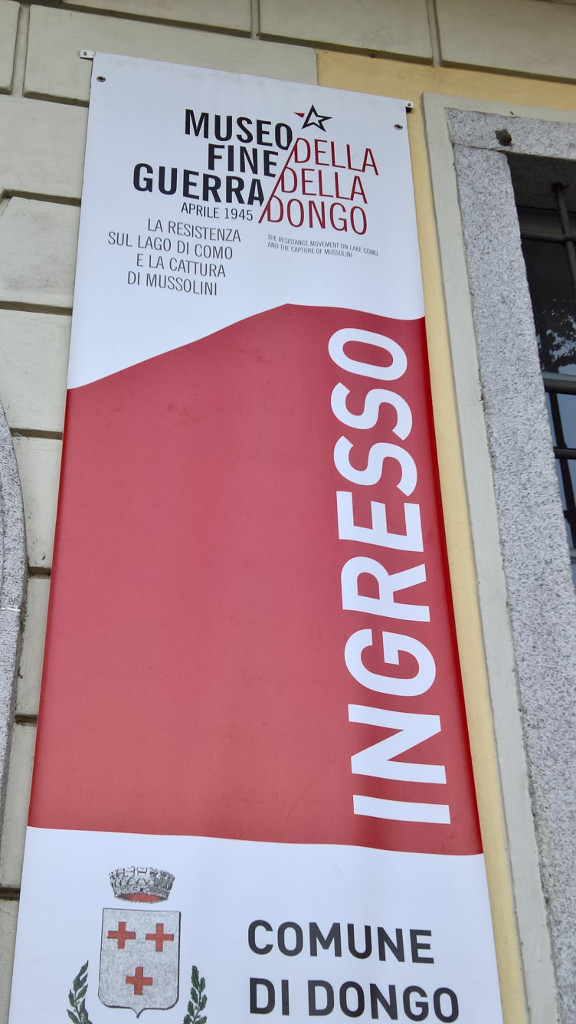 MUSEO DELLA
FINE DELLA
GUERRA DONGO
APRILE 1945
LA RESISTENZA
SUL LAGO DI COMO
E LA CATTURA
DI MUSSOLINI
THE RESISTANCE MOVEMENT ON LAKE COMO
AND THE CAPTURE OF MUSSOLINI
INGRESSO
COMUNE
DI DONGO